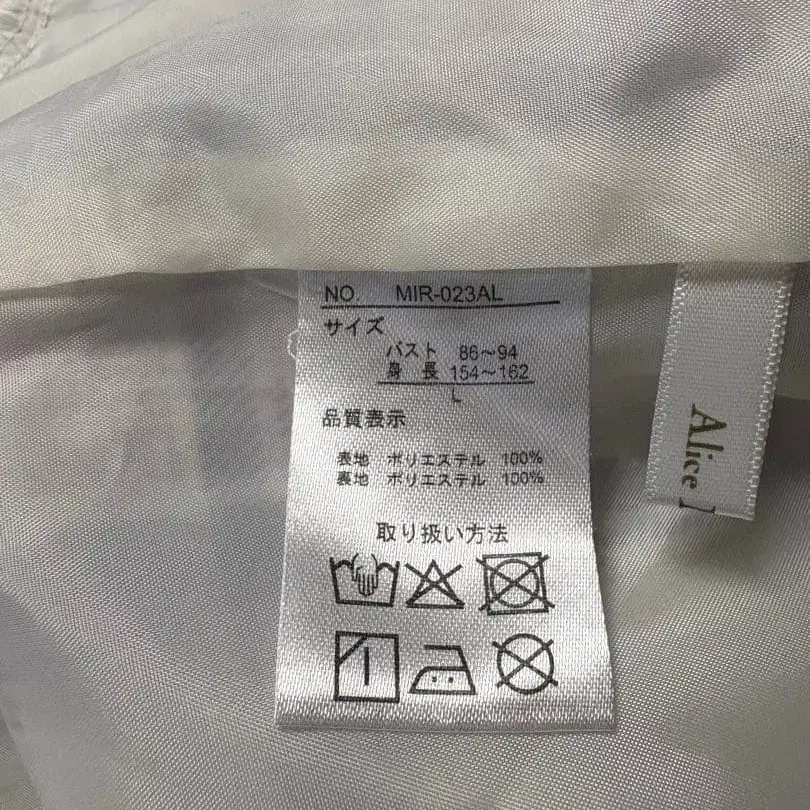 NO. MIR-023AL
サイズ
バスト 86～94
身 長 154～162
L
品質表示
表地 ポリエステル 100%
裏地 ポリエステル 100%
取り扱い方法
Alice